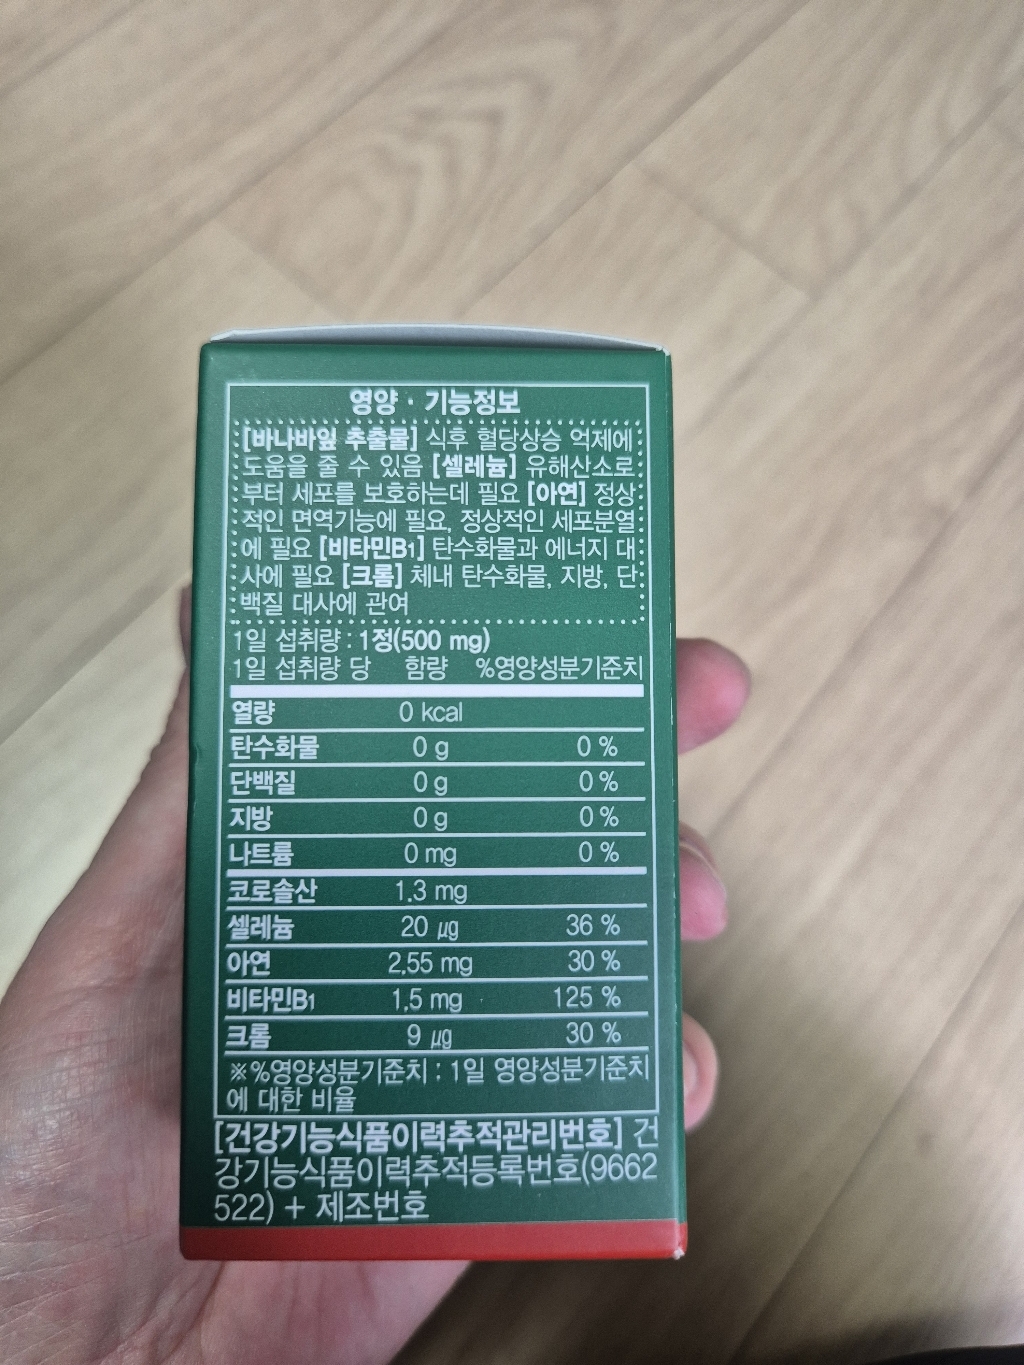 영양 · 기능정보
[바나바잎 추출물] 식후 혈당상승 억제에
도움을 줄 수 있음 [셀레늄] 유해산소로
부터 세포를 보호하는데 필요 [아연] 정상
적인 면역기능에 필요, 정상적인 세포분열
에 필요 [비타민B1] 탄수화물과 에너지 대
사에 필요 [크롬] 체내 탄수화물, 지방, 단
백질 대사에 관여
1일 섭취량 : 1정(500 mg)
1일 섭취량 당 함량 %영양성분기준치
열량 0 kcal
탄수화물 0 g 0 %
단백질 0 g 0 %
지방 0 g 0 %
나트륨 0 mg 0 %
코로솔산 1.3 mg
셀레늄 20 ㎍ 36 %
아연 2.55 mg 30 %
비타민B1 1.5 mg 125 %
크롬 9 ㎍ 30 %
※%영양성분기준치 : 1일 영양성분기준치
에 대한 비율
[건강기능식품이력추적관리번호] 건
강기능식품이력추적등록번호(9662
522) + 제조번호